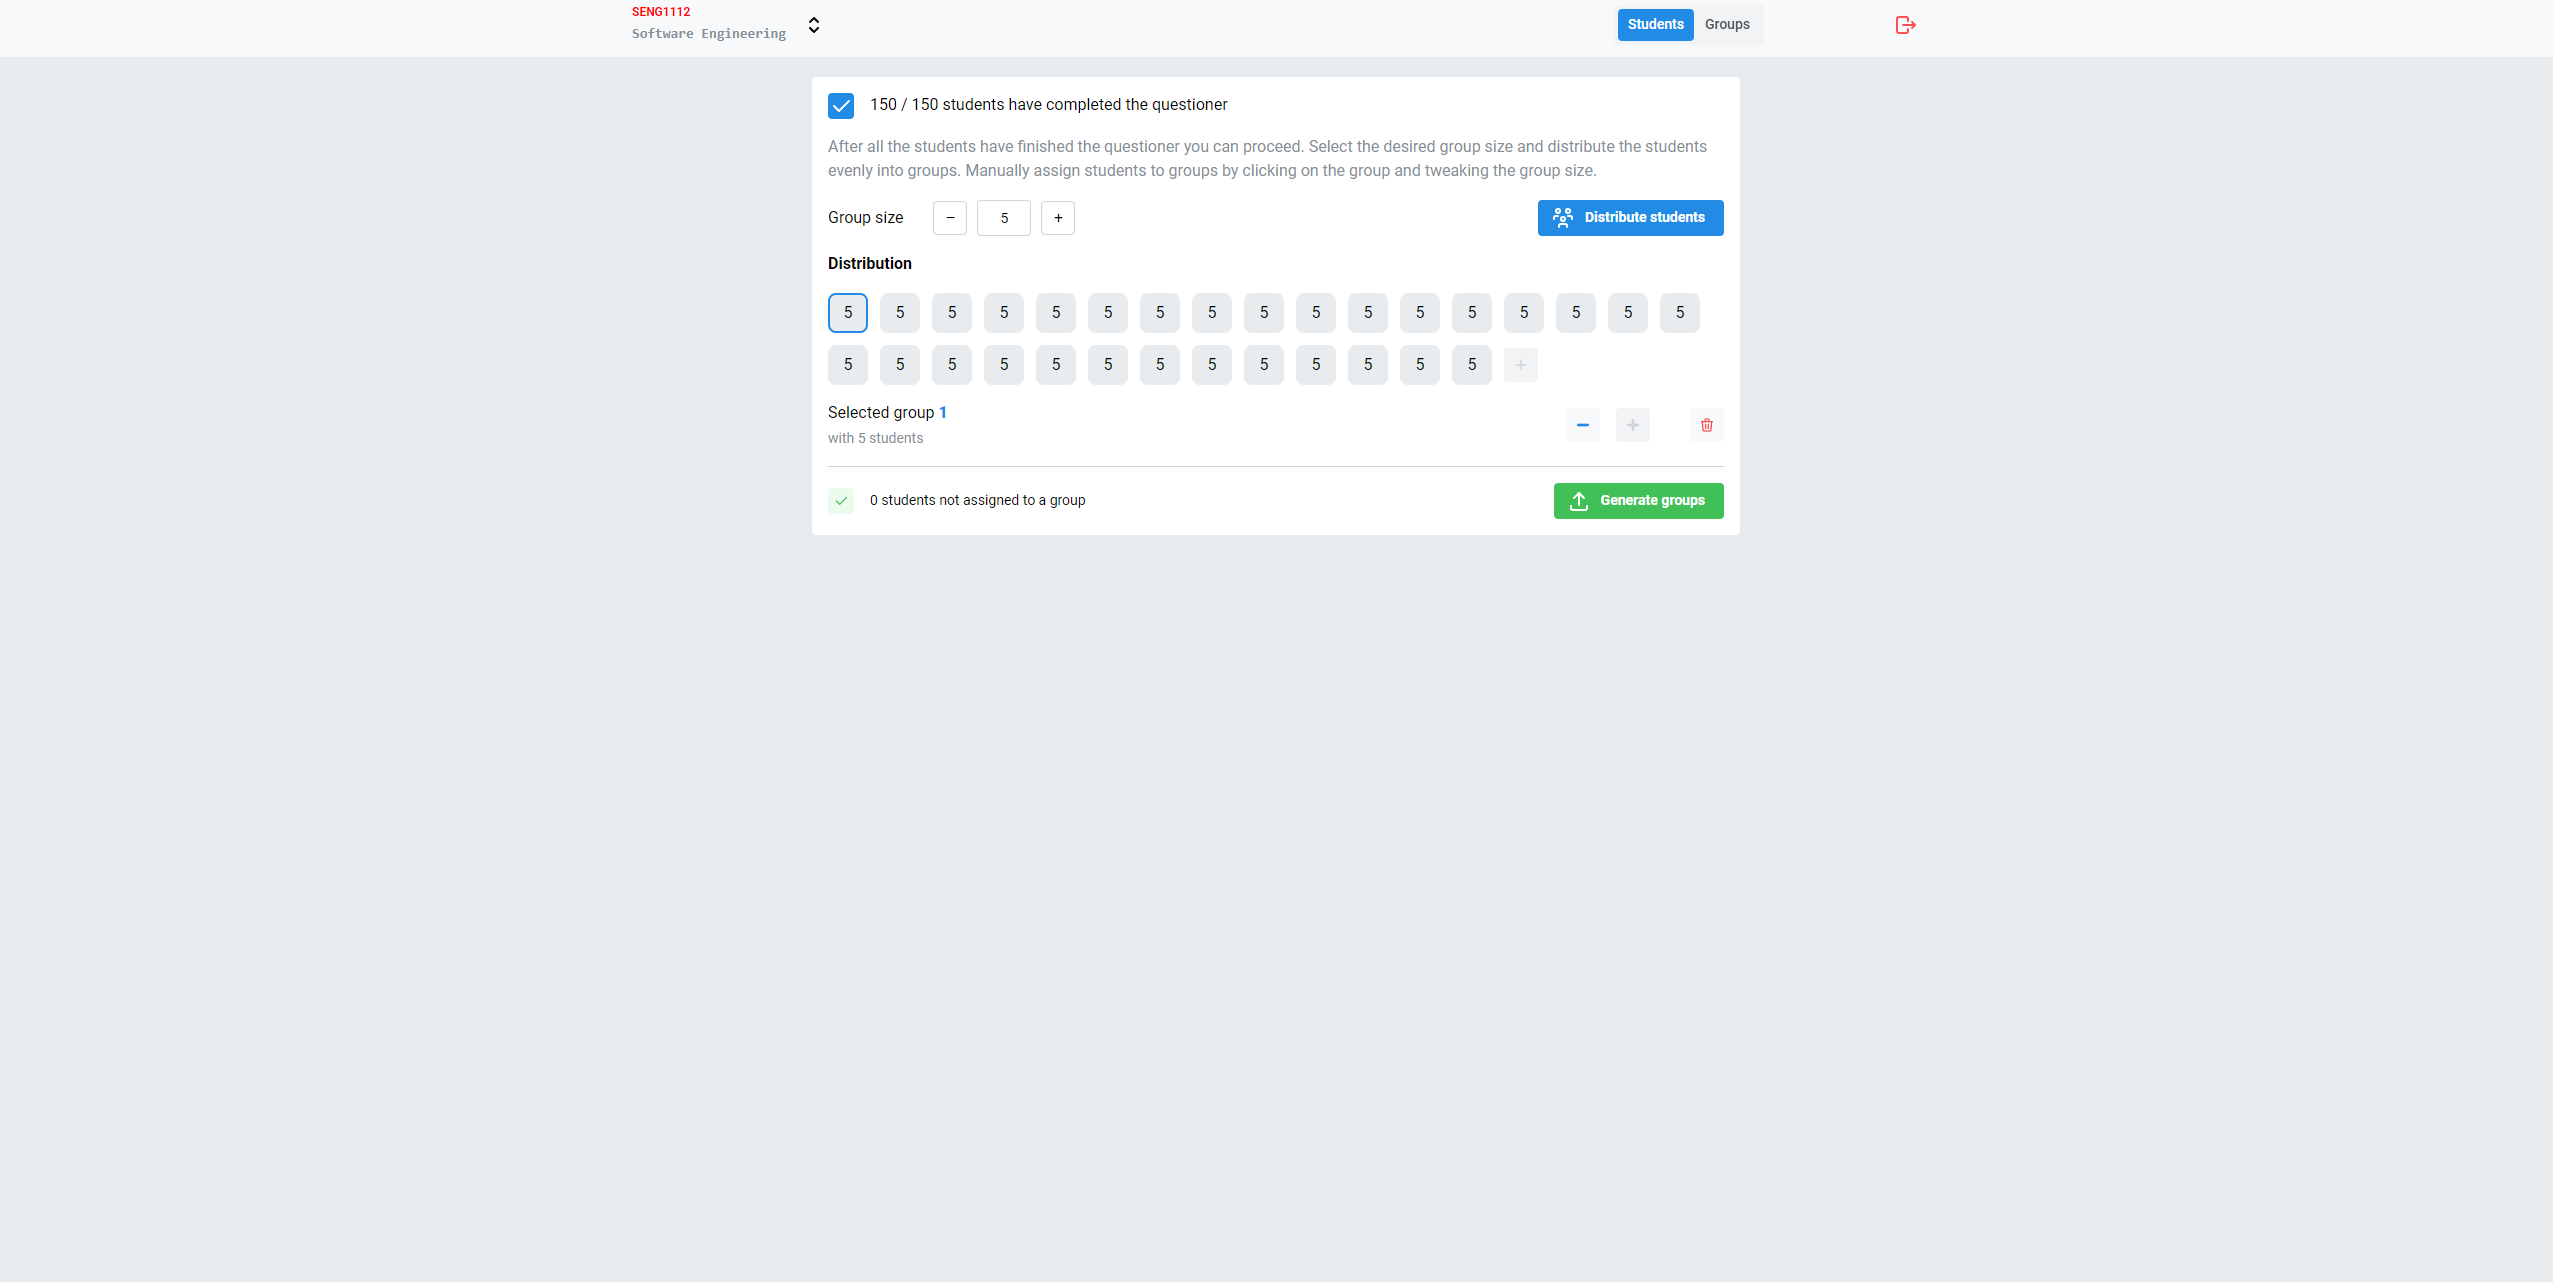 SENG1112
Software Engineering
Students Groups
150 / 150 students have completed the questioner
After all the students have finished the questioner you can proceed. Select the desired group size and distribute the students
evenly into groups. Manually assign students to groups by clicking on the group and tweaking the group size.
Group size − 5 + Distribute students
Distribution
5 5 5 5 5 5 5 5 5 5 5 5 5 5 5 5 5
5 5 5 5 5 5 5 5 5 5 5 5 5 +
Selected group 1
with 5 students
0 students not assigned to a group Generate groups